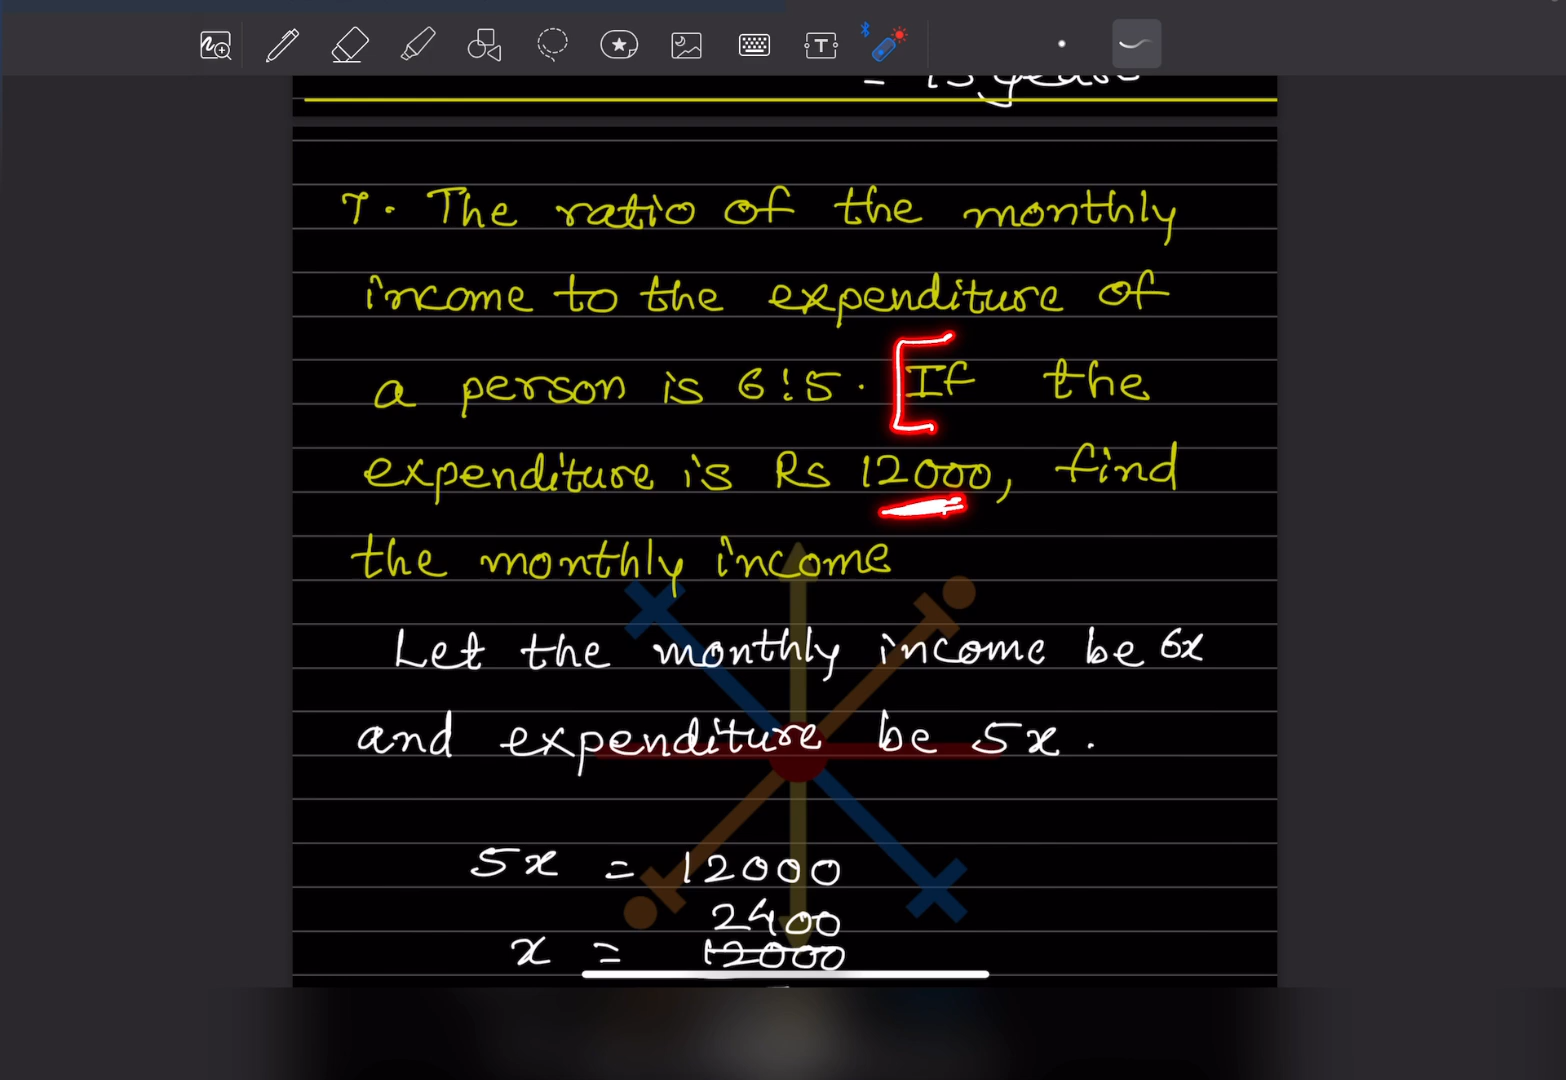 = 13 years
7. The ratio of the monthly
income to the expenditure of
a person is 6:5. [If the
expenditure is Rs 12000, find
the monthly income
Let the monthly income be 6x
and expenditure be 5x.
5x = 12000
2400
x = 12000